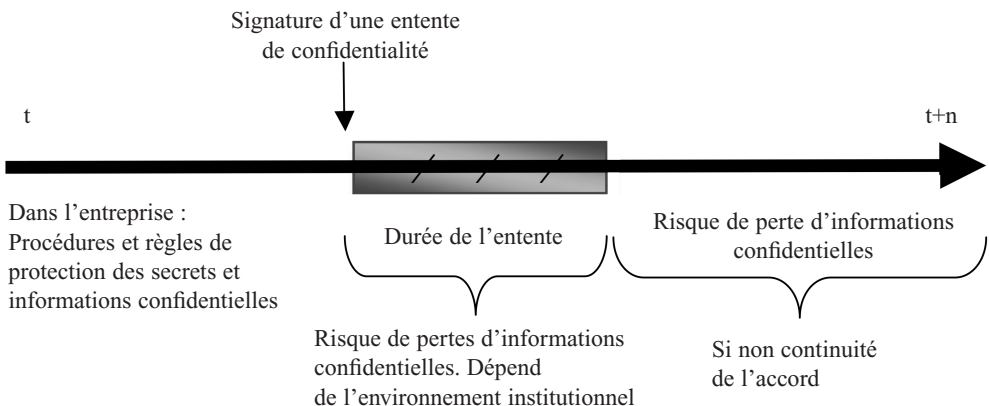 Signature d’une entente
de confidentialité
t
t+n
Dans l’entreprise :
Procédures et règles de
protection des secrets et
informations confidentielles
Durée de l’entente
Risque de perte d’informations
confidentielles
Risque de pertes d’informations
confidentielles. Dépend
de l’environnement institutionnel
Si non continuité
de l’accord